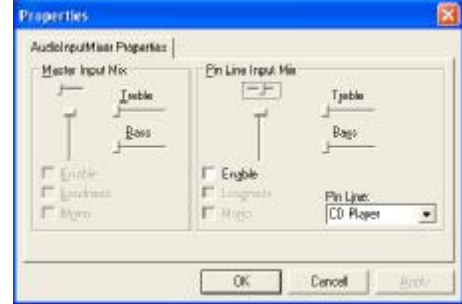 Properties
AudioInputMixer Properties
Master Input Mix
Treble
Bass
Enable
Loudness
Mono
Pin Line Input Mix
Treble
Bass
Enable
Loudness
Mono
Pin Line:
CD Player
OK
Cancel
Apply